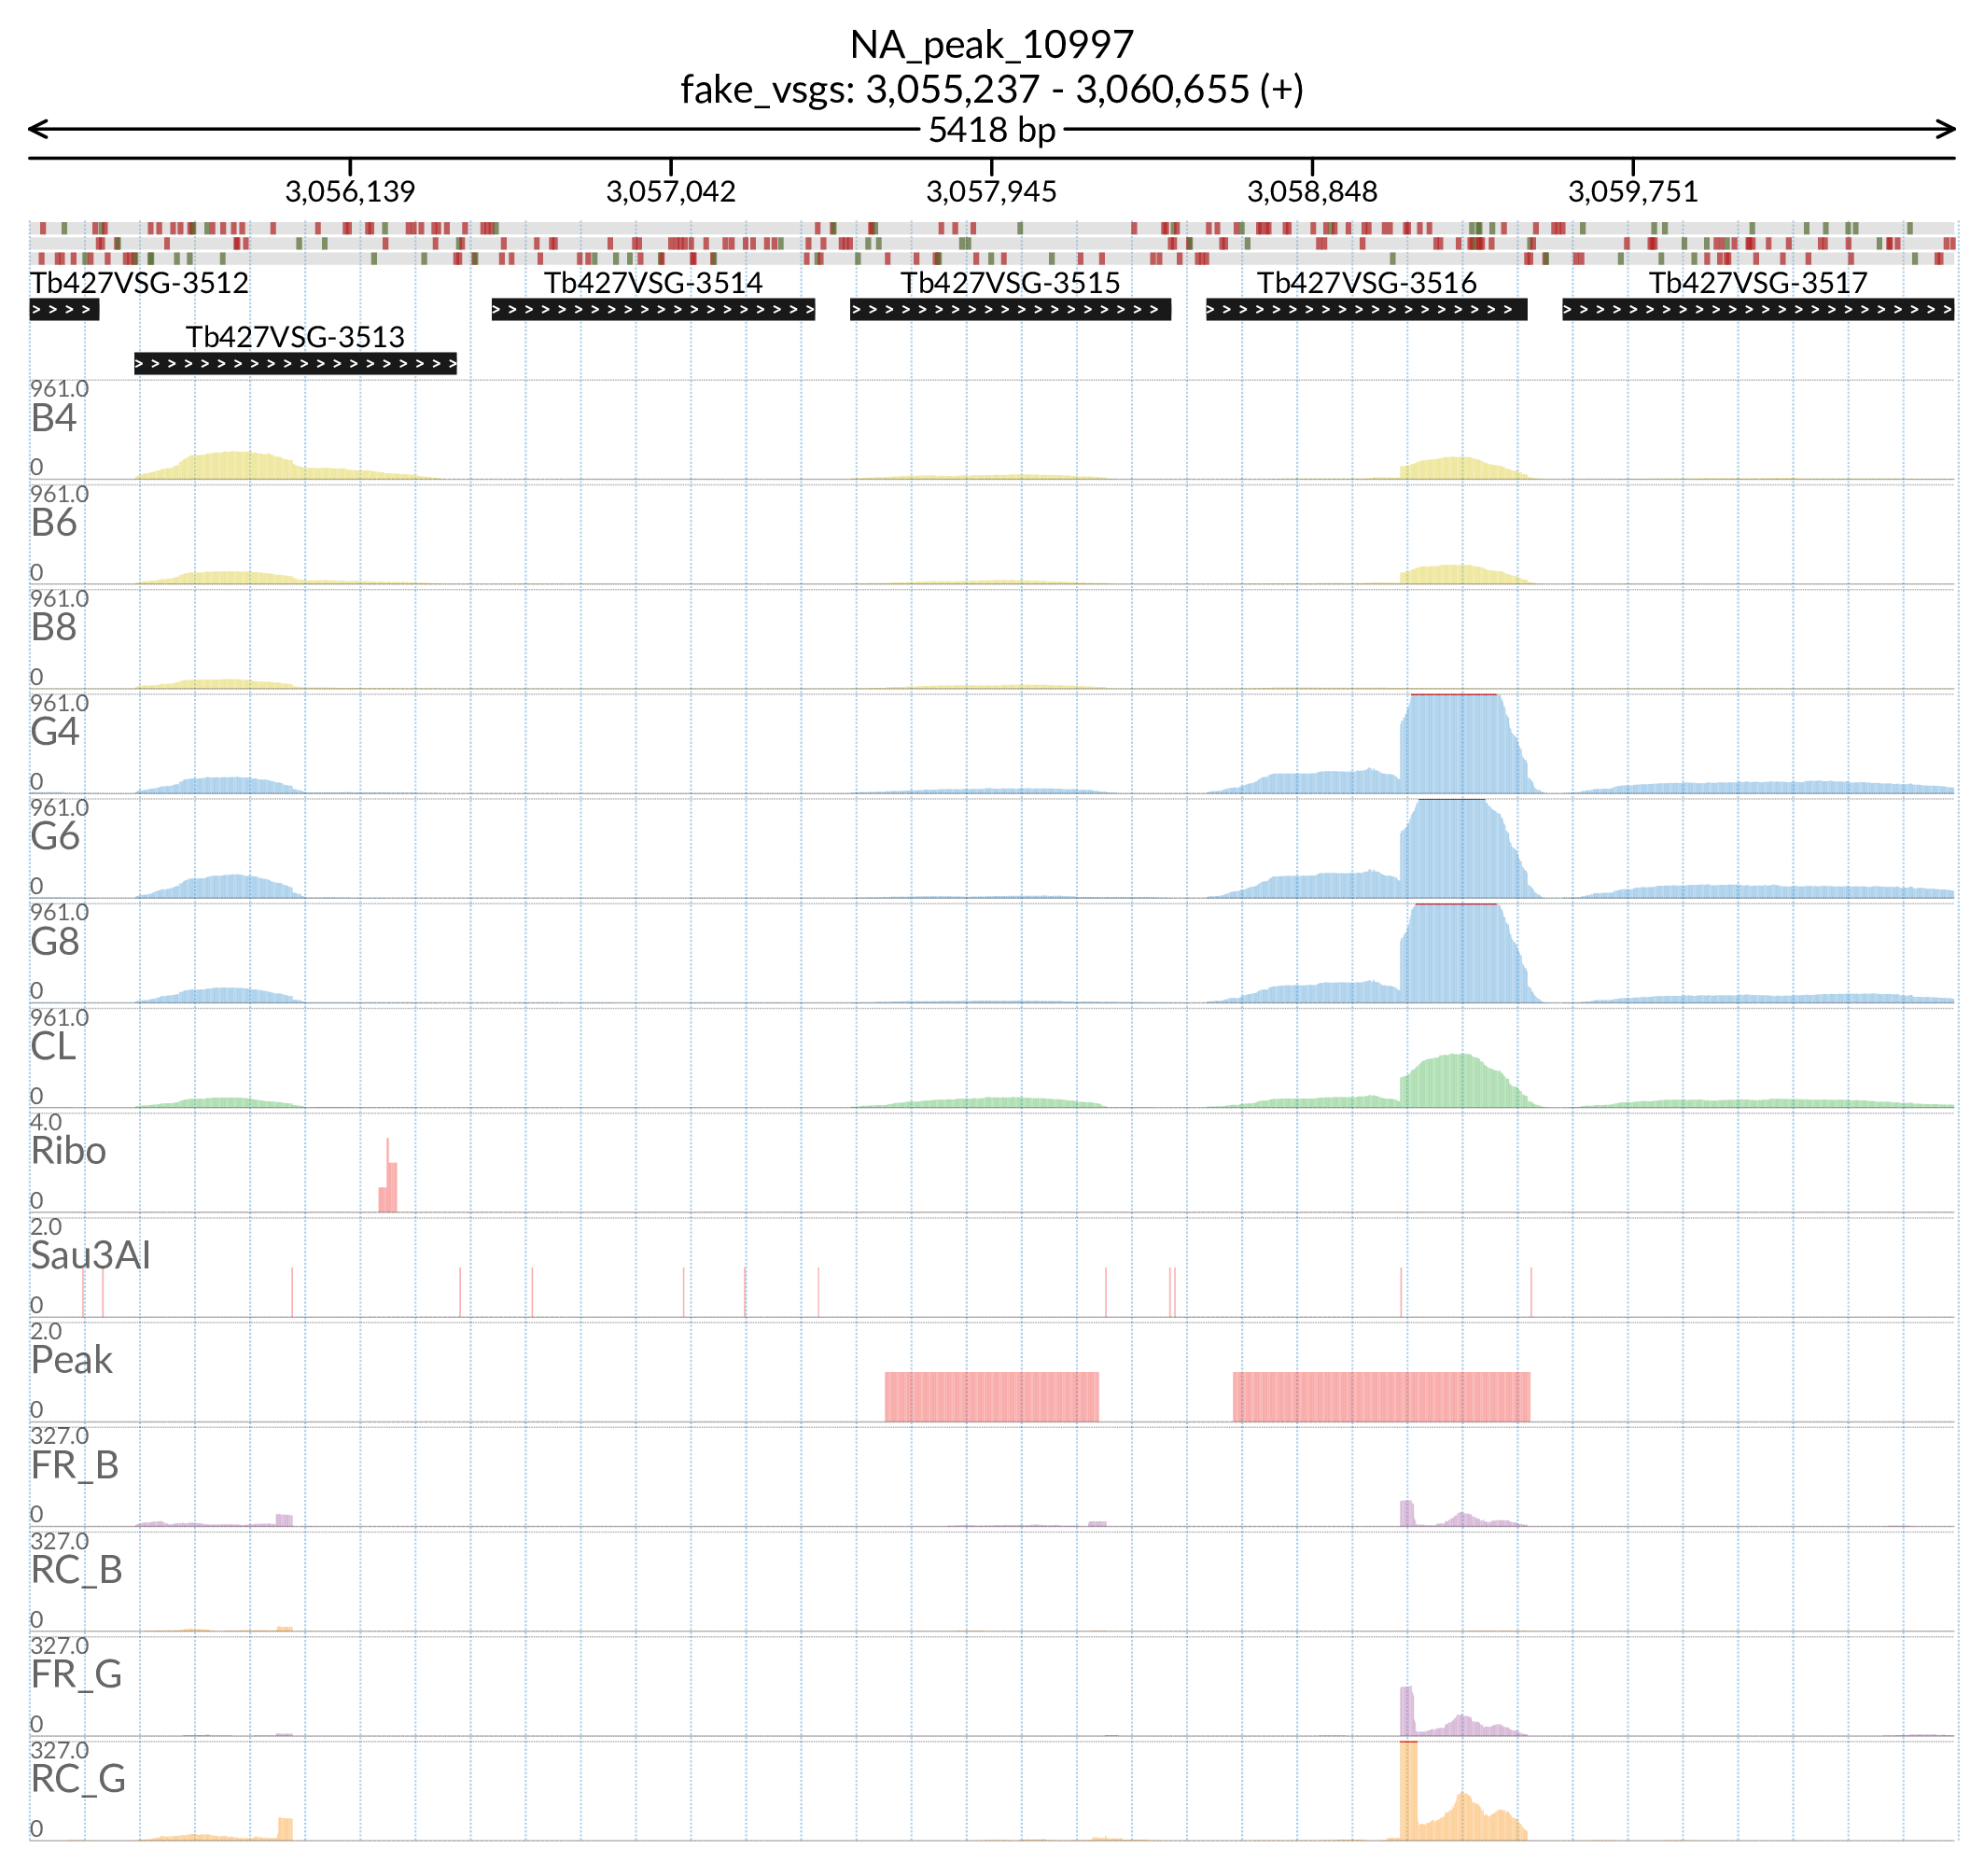 NA_peak_10997
fake_vsgs: 3,055,237 - 3,060,655 (+)
5418 bp
3,056,139 3,057,042 3,057,945 3,058,848 3,059,751
Tb427VSG-3512 Tb427VSG-3514 Tb427VSG-3515 Tb427VSG-3516 Tb427VSG-3517
Tb427VSG-3513
961.0
B4
0
961.0
B6
0
961.0
B8
0
961.0
G4
0
961.0
G6
0
961.0
G8
0
961.0
CL
0
4.0
Ribo
0
2.0
Sau3AI
0
2.0
Peak
0
327.0
FR_B
0
327.0
RC_B
0
327.0
FR_G
0
327.0
RC_G
0